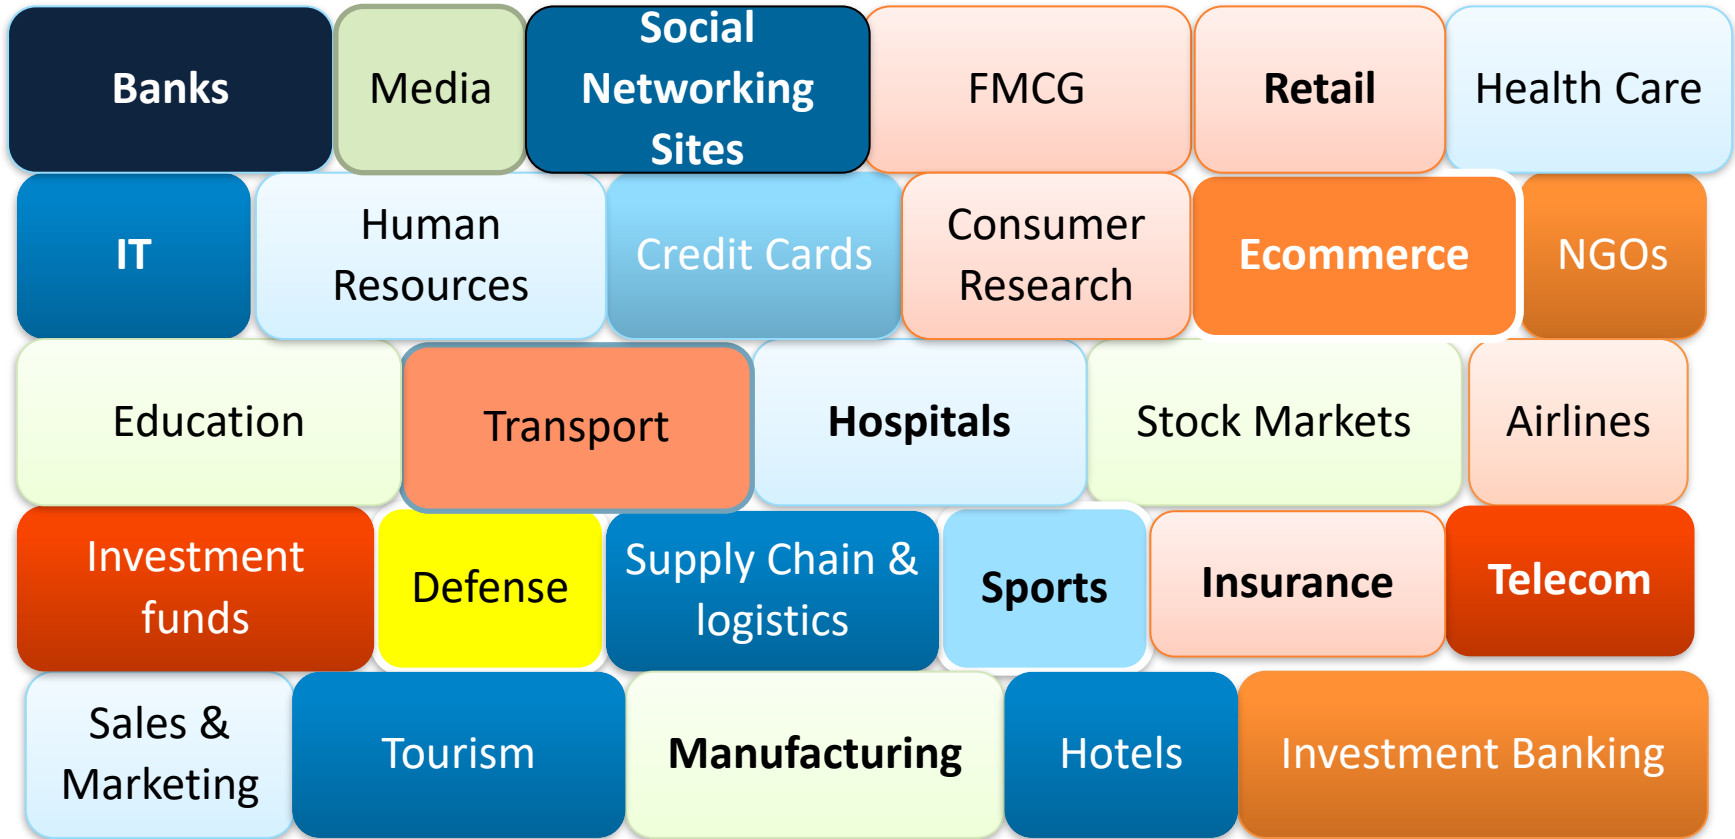 Banks
Media
Social
Networking
Sites
FMCG
Retail
Health Care
IT
Human
Resources
Credit Cards
Consumer
Research
Ecommerce
NGOs
Education
Transport
Hospitals
Stock Markets
Airlines
Investment
funds
Defense
Supply Chain &
logistics
Sports
Insurance
Telecom
Sales &
Marketing
Tourism
Manufacturing
Hotels
Investment Banking